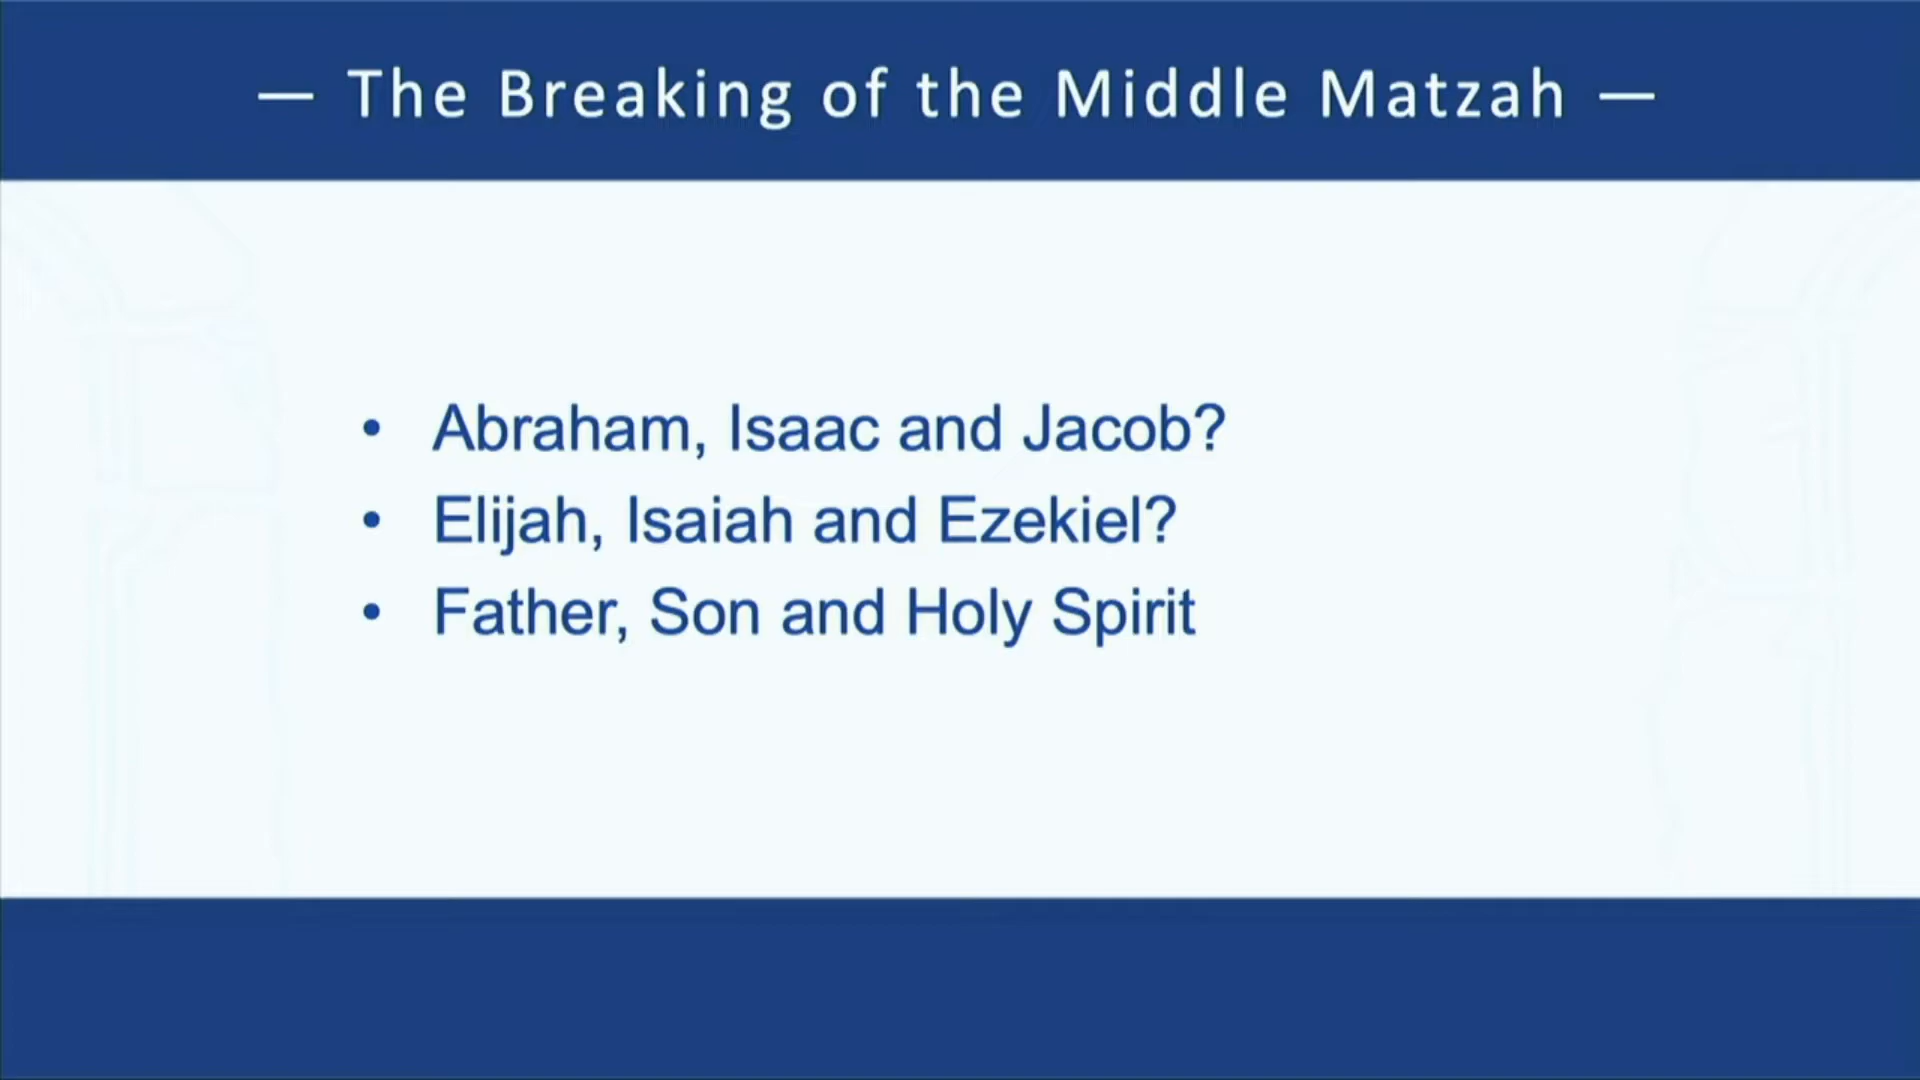 — The Breaking of the Middle Matzah —
• Abraham, Isaac and Jacob?
• Elijah, Isaiah and Ezekiel?
• Father, Son and Holy Spirit